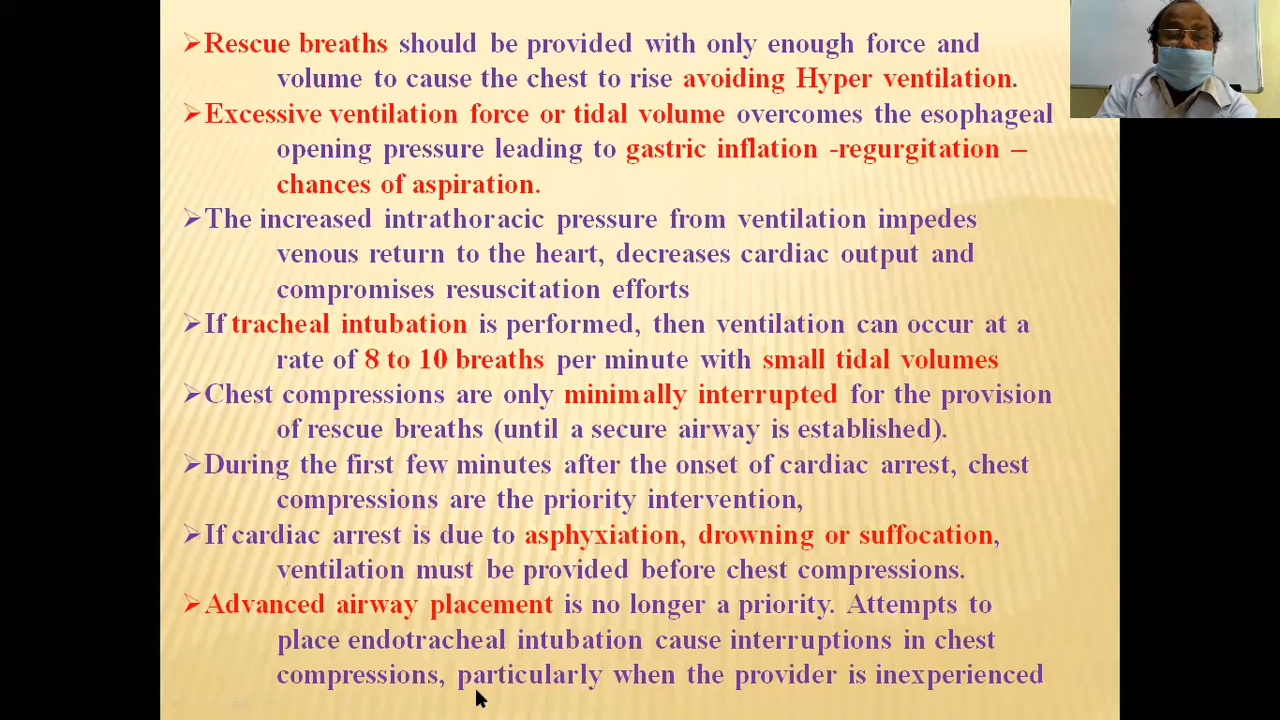 Rescue breaths should be provided with only enough force and
volume to cause the chest to rise avoiding Hyper ventilation.
Excessive ventilation force or tidal volume overcomes the esophageal
opening pressure leading to gastric inflation -regurgitation –
chances of aspiration.
The increased intrathoracic pressure from ventilation impedes
venous return to the heart, decreases cardiac output and
compromises resuscitation efforts
If tracheal intubation is performed, then ventilation can occur at a
rate of 8 to 10 breaths per minute with small tidal volumes
Chest compressions are only minimally interrupted for the provision
of rescue breaths (until a secure airway is established).
During the first few minutes after the onset of cardiac arrest, chest
compressions are the priority intervention,
If cardiac arrest is due to asphyxiation, drowning or suffocation,
ventilation must be provided before chest compressions.
Advanced airway placement is no longer a priority. Attempts to
place endotracheal intubation cause interruptions in chest
compressions, particularly when the provider is inexperienced